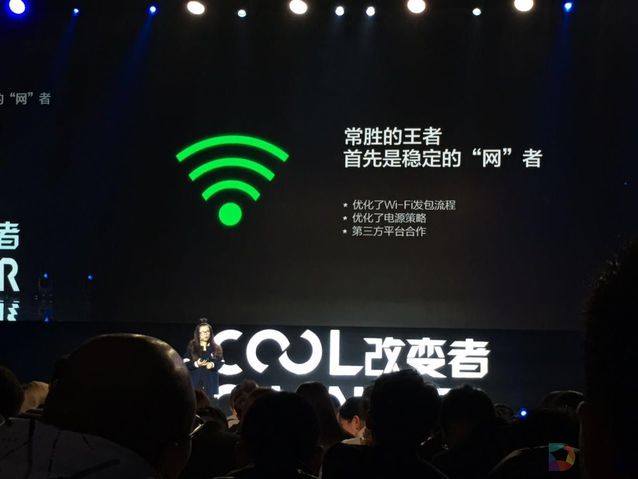 的“网”者
常胜的王者
首先是稳定的“网”者
* 优化了Wi-Fi发包流程
* 优化了电源策略
* 第三方平台合作
者
R
COOL改变者